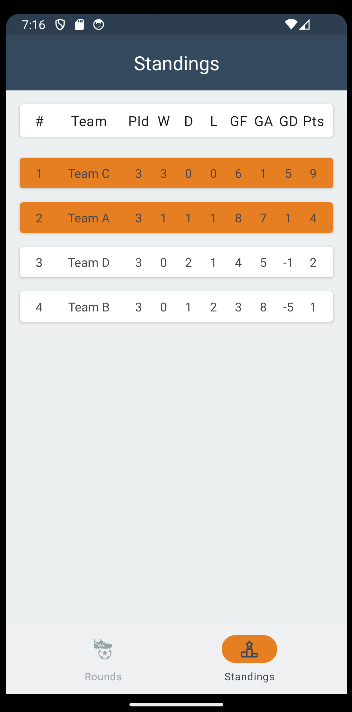 7:16
Standings
# Team Pld W D L GF GA GD Pts
1 Team C 3 3 0 0 6 1 5 9
2 Team A 3 1 1 1 8 7 1 4
3 Team D 3 0 2 1 4 5 -1 2
4 Team B 3 0 1 2 3 8 -5 1
Rounds Standings